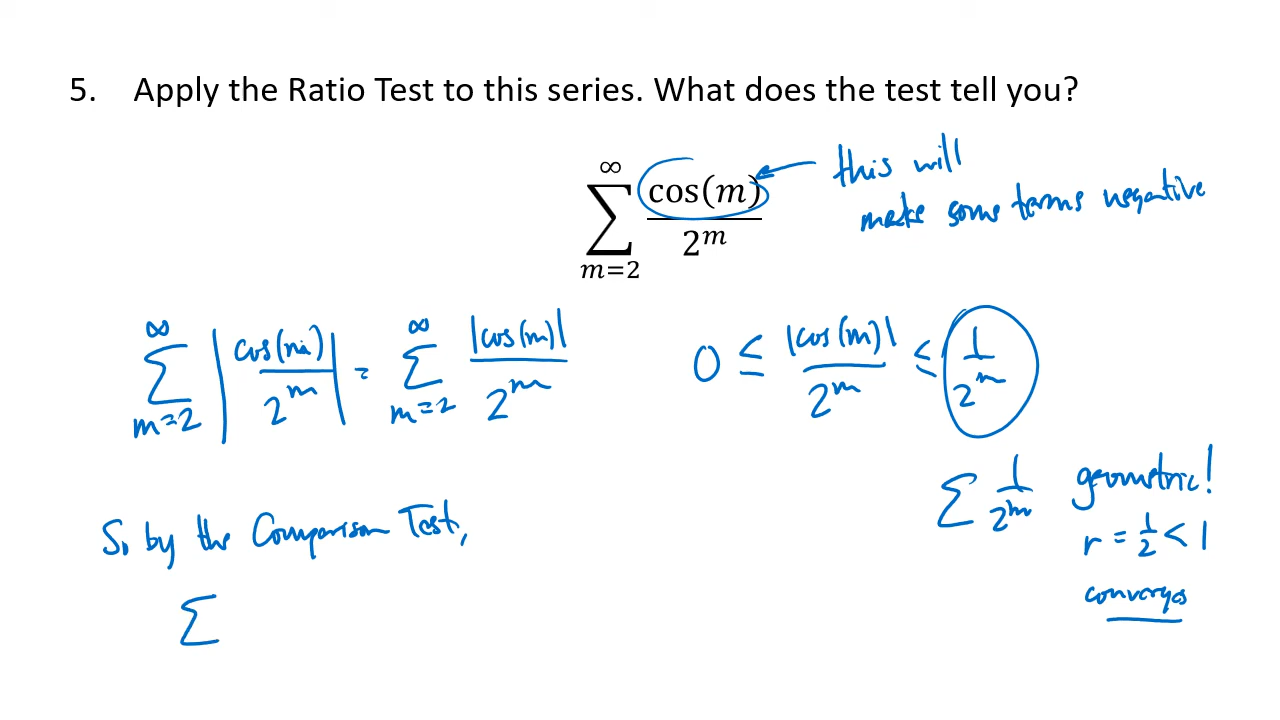 5. Apply the Ratio Test to this series. What does the test tell you?
∞
∑ cos(m) / 2^m
m=2
this will
make some terms negative
∞ ∞
∑ |cos(m) / 2^m| = ∑ |cos(m)| / 2^m
m=2 m=2
0 ≤ |cos(m)| / 2^m ≤ 1 / 2^m
∑ 1 / 2^m geometric!
r = 1/2 < 1
converges
So by the Comparison Test,
∑